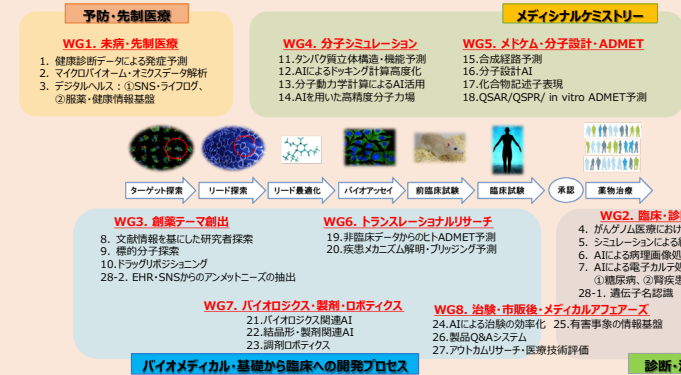 予防・先制医療
メディシナルケミストリー
WG1. 未病・先制医療
1. 健康診断データによる発症予測
2. マイクロバイオーム・オミクスデータ解析
3. デジタルヘルス：①SNS・ライフログ、
②服薬・健康情報基盤
WG4. 分子シミュレーション
11.タンパク質立体構造・機能予測
12.AIによるドッキング計算高度化
13.分子動力学計算によるAI活用
14.AIを用いた高精度分子力場
WG5. メドケム・分子設計・ADMET
15.合成経路予測
16.分子設計AI
17.化合物記述子表現
18.QSAR/QSPR/ in vitro ADMET予測
ターゲット探索
リード探索
リード最適化
バイオアッセイ
前臨床試験
臨床試験
承認
薬物治療
WG3. 創薬テーマ創出
8. 文献情報を基にした研究者探索
9. 標的分子探索
10.ドラッグリポジショニング
28-2. EHR・SNSからのアンメットニーズの抽出
WG6. トランスレーショナルリサーチ
19.非臨床データからのヒトADMET予測
20.疾患メカニズム解明・ブリッジング予測
WG2. 臨床・診
4. がんゲノム医療におけ
5. シミュレーションによる
6. AIによる病理画像処
7. AIによる電子カルテ処
①糖尿病、②腎疾患
28-1. 遺伝子名認識
WG7. バイオロジクス・製剤・ロボティクス
21.バイオロジクス関連AI
22.結晶形・製剤関連AI
23.調剤ロボティクス
WG8. 治験・市販後・メディカルアフェアーズ
24.AIによる治験の効率化 25.有害事象の情報基盤
26.製品Q&Aシステム
27.アウトカムリサーチ・医療技術評価
バイオメディカル・基礎から臨床への開発プロセス
診断・